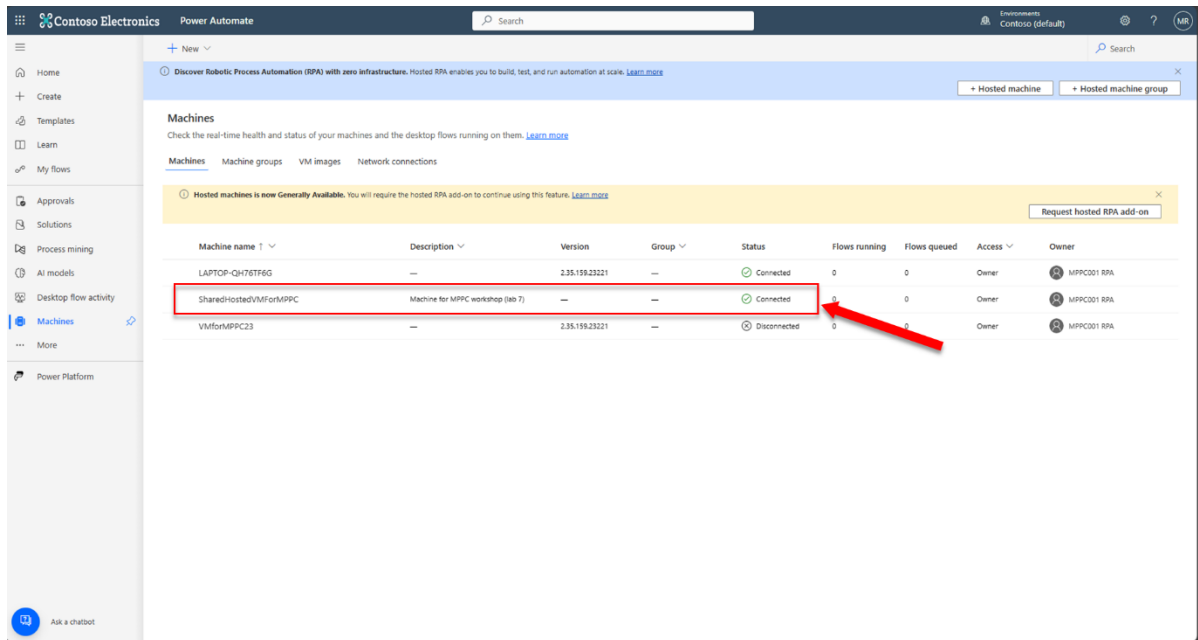 Contoso Electronics Power Automate Search Environments Contoso (default) ? MR
New Search
Home
Discover Robotic Process Automation (RPA) with zero infrastructure. Hosted RPA enables you to build, test, and run automation at scale. Learn more
+ Hosted machine + Hosted machine group
Create
Templates
Learn
My flows
Approvals
Solutions
Process mining
AI models
Desktop flow activity
Machines
More
Power Platform
Ask a chatbot
Machines
Check the real-time health and status of your machines and the desktop flows running on them. Learn more
Machines Machine groups VM images Network connections
Hosted machines is now Generally Available. You will require the hosted RPA add-on to continue using this feature. Learn more
Request hosted RPA add-on
Machine name ↑ Description Version Group Status Flows running Flows queued Access Owner
LAPTOP-QH76TF6G — 2.35.159.23221 — Connected 0 0 Owner MPPC001 RPA
SharedHostedVMForMPPC Machine for MPPC workshop (lab 7) — — Connected 0 0 Owner MPPC001 RPA
VMforMPPC23 — 2.35.159.23221 — Disconnected 0 0 Owner MPPC001 RPA